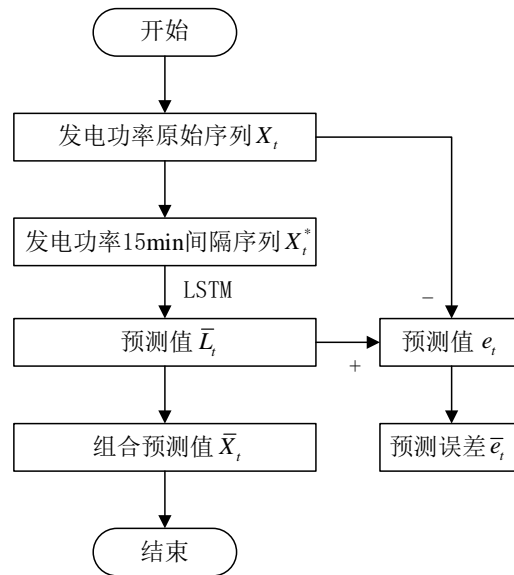 开始
发电功率原始序列 X_t
发电功率15min间隔序列 X_t^*
LSTM
−
预测值 L̅_t
+
预测值 e_t
组合预测值 X̅_t
预测误差 e̅_t
结束